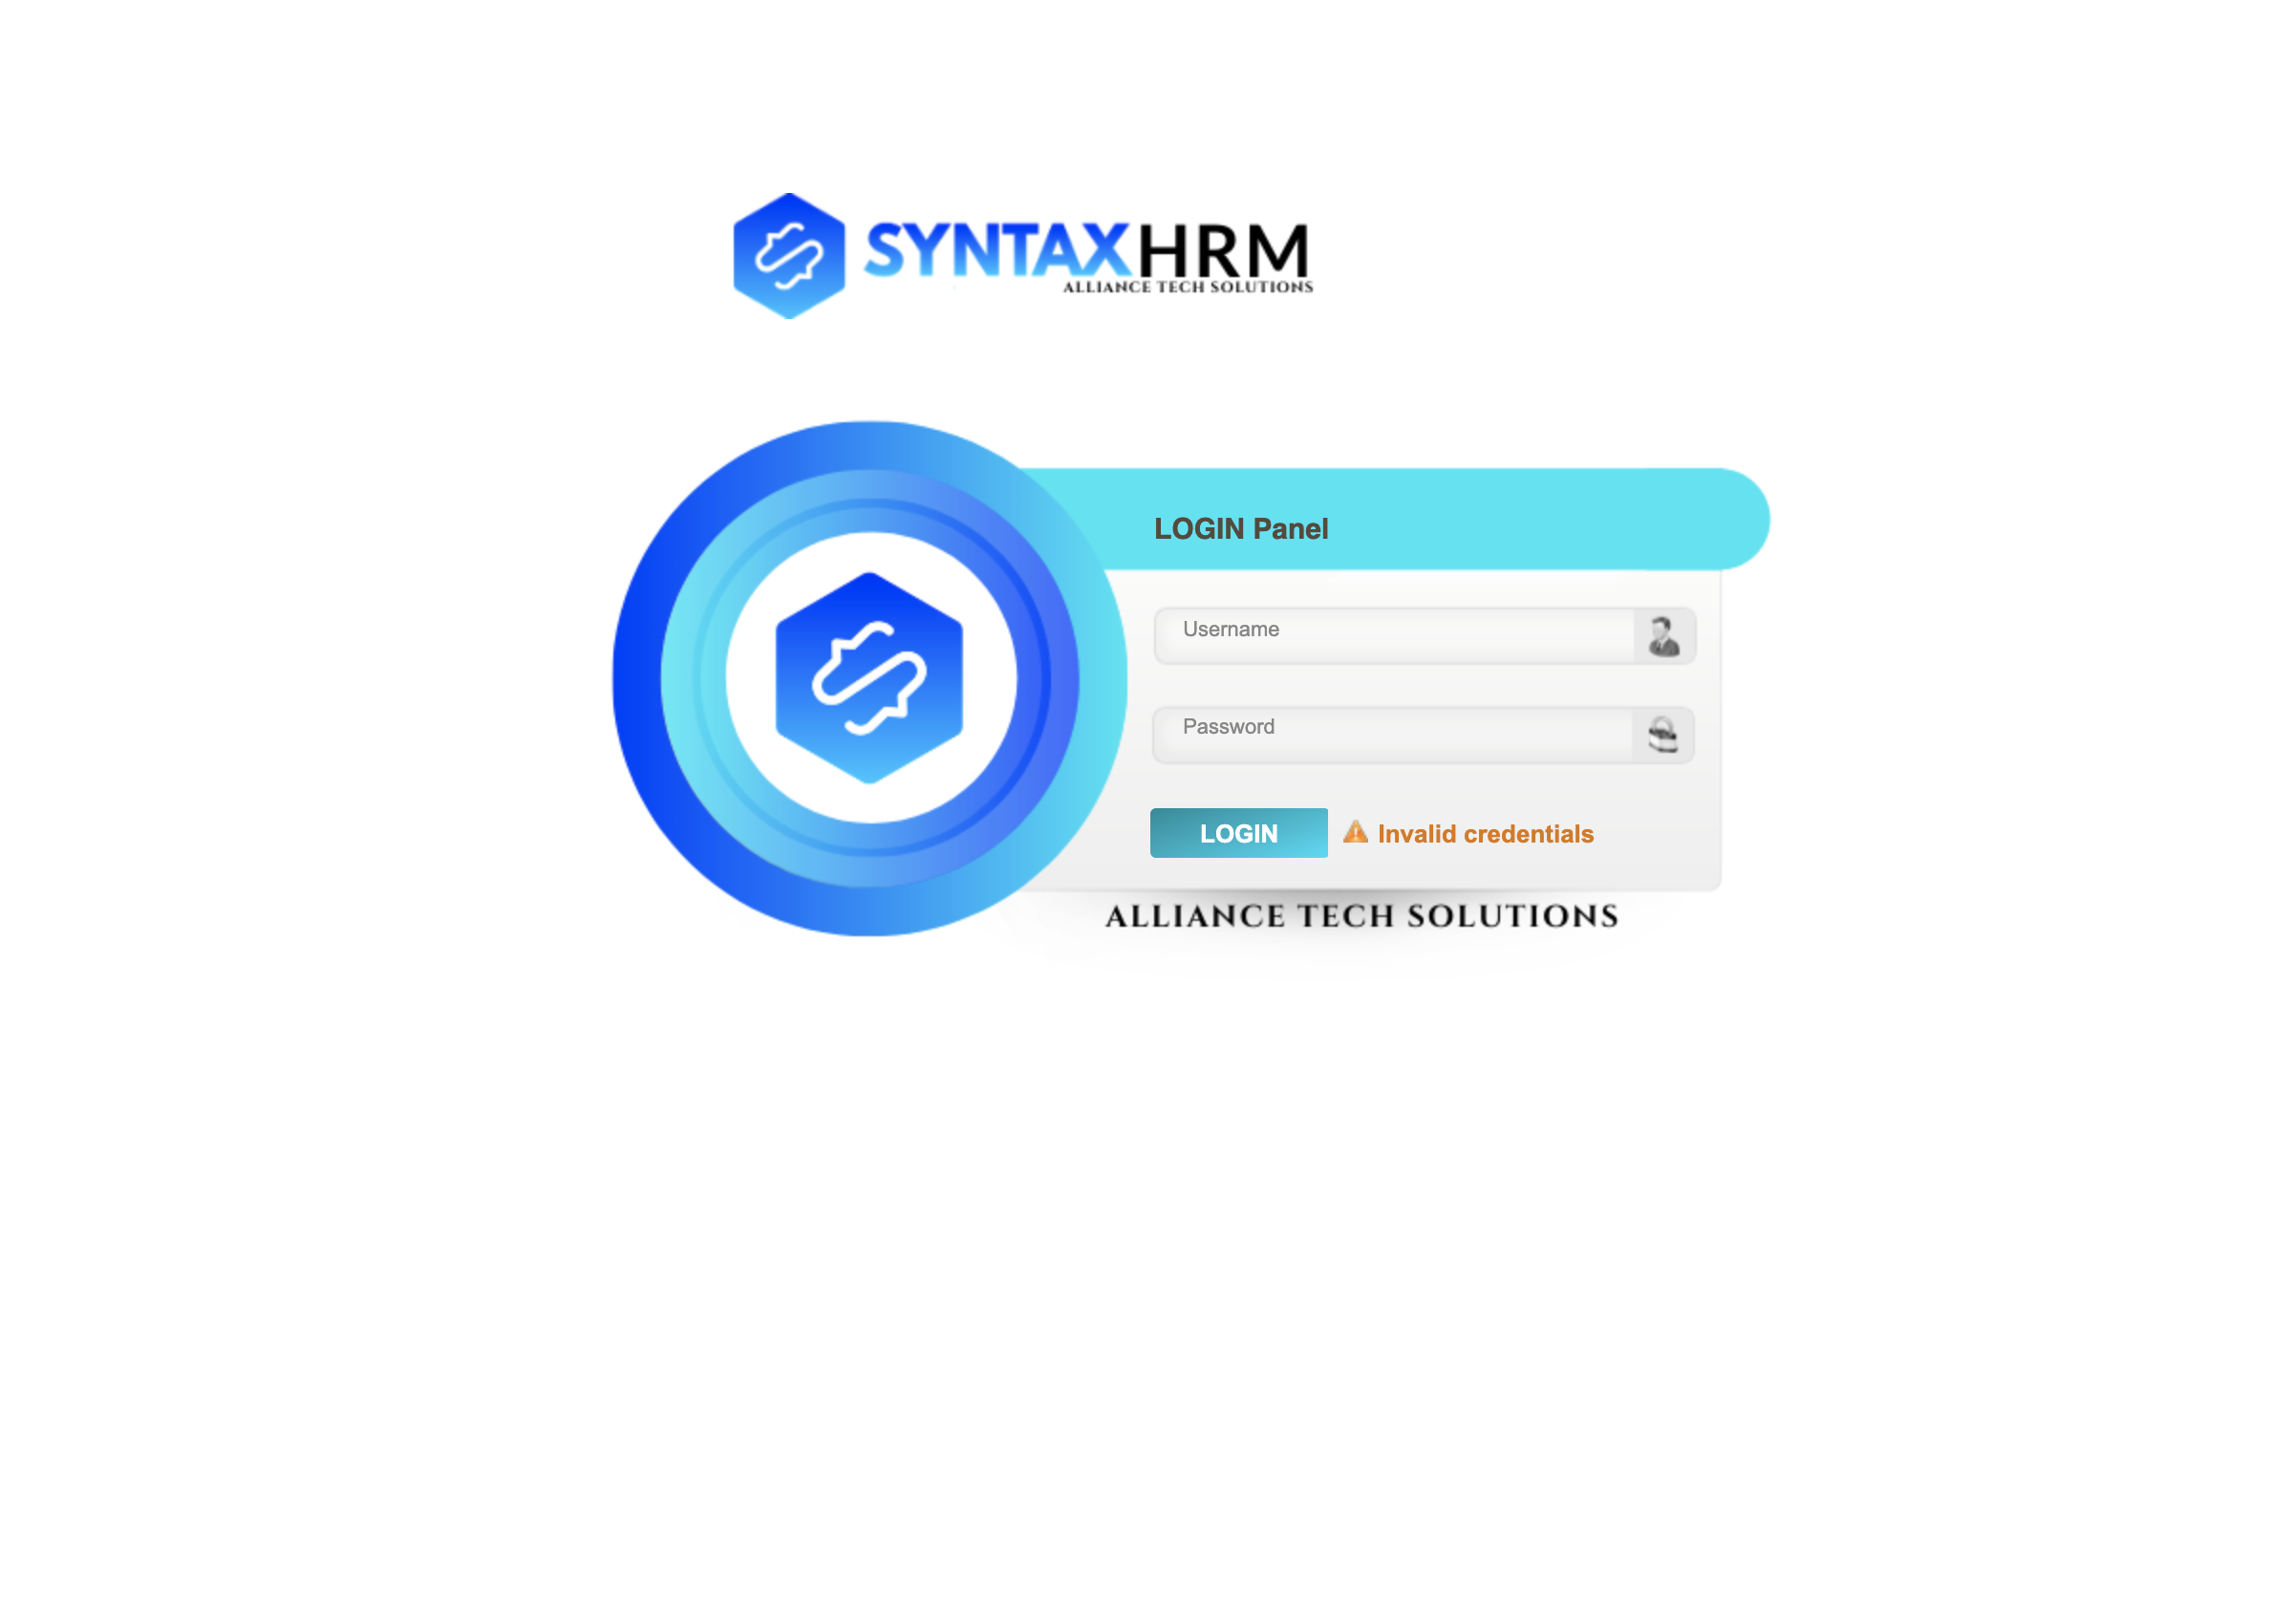 SYNTAXHRM
ALLIANCE TECH SOLUTIONS
LOGIN Panel
Username
Password
LOGIN
Invalid credentials
ALLIANCE TECH SOLUTIONS